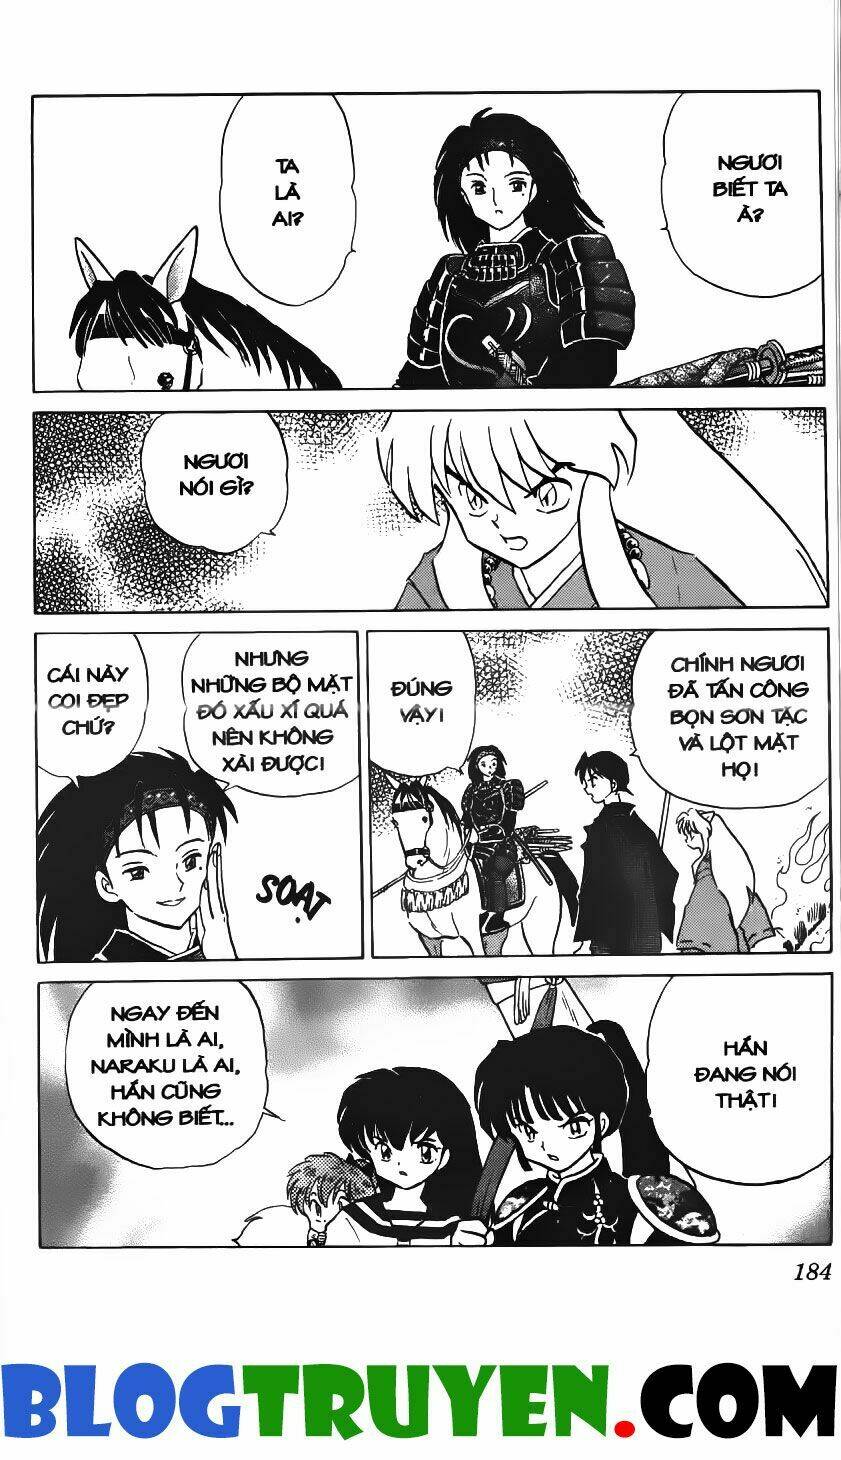 NGƯƠI
BIẾT TA
À?
TA
LÀ
AI?
NGƯƠI
NÓI GÌ?
CHÍNH NGƯƠI
ĐÃ TẤN CÔNG
BỌN SƠN TẶC
VÀ LỘT MẶT
HỌ!
ĐÚNG
VẬY!
NHƯNG
NHỮNG BỘ MẶT
ĐÓ XẤU XÍ QUÁ
NÊN KHÔNG
XÀI ĐƯỢC!
CÁI NÀY
COI ĐẸP
CHỨ?
SOẠT
HẮN
ĐANG NÓI
THẬT!
NGAY ĐẾN
MÌNH LÀ AI,
NARAKU LÀ AI,
HẮN CŨNG
KHÔNG BIẾT...
184
BLOGTRUYEN.COM